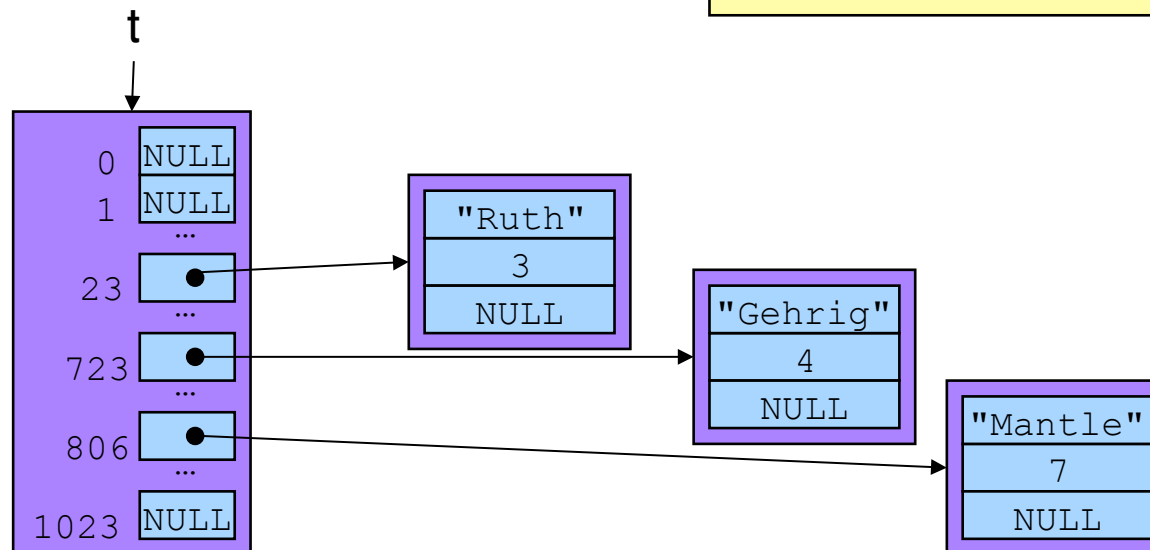 t
0 NULL
1 NULL
...
23
...
723
...
806
...
1023 NULL
"Ruth"
3
NULL
"Gehrig"
4
NULL
"Mantle"
7
NULL